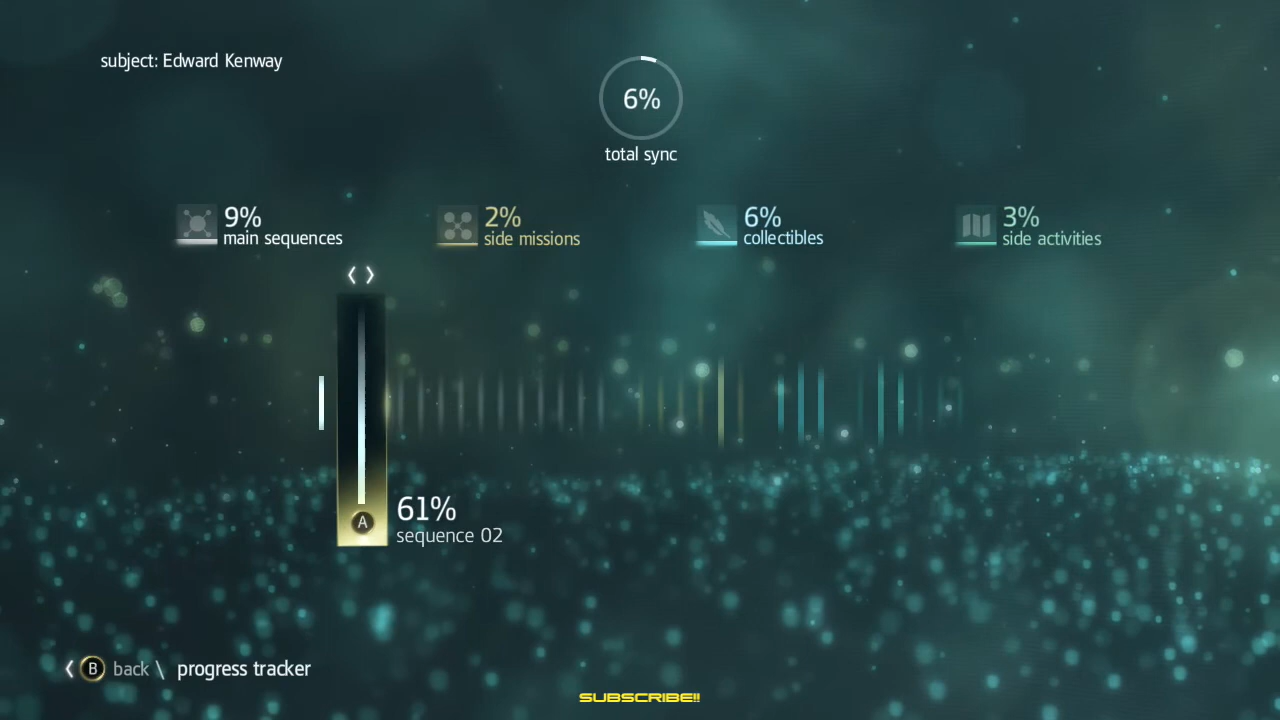 subject: Edward Kenway
6%
total sync
9%
main sequences
2%
side missions
6%
collectibles
3%
side activities
A
61%
sequence 02
B back \ progress tracker
SUBSCRIBE!!